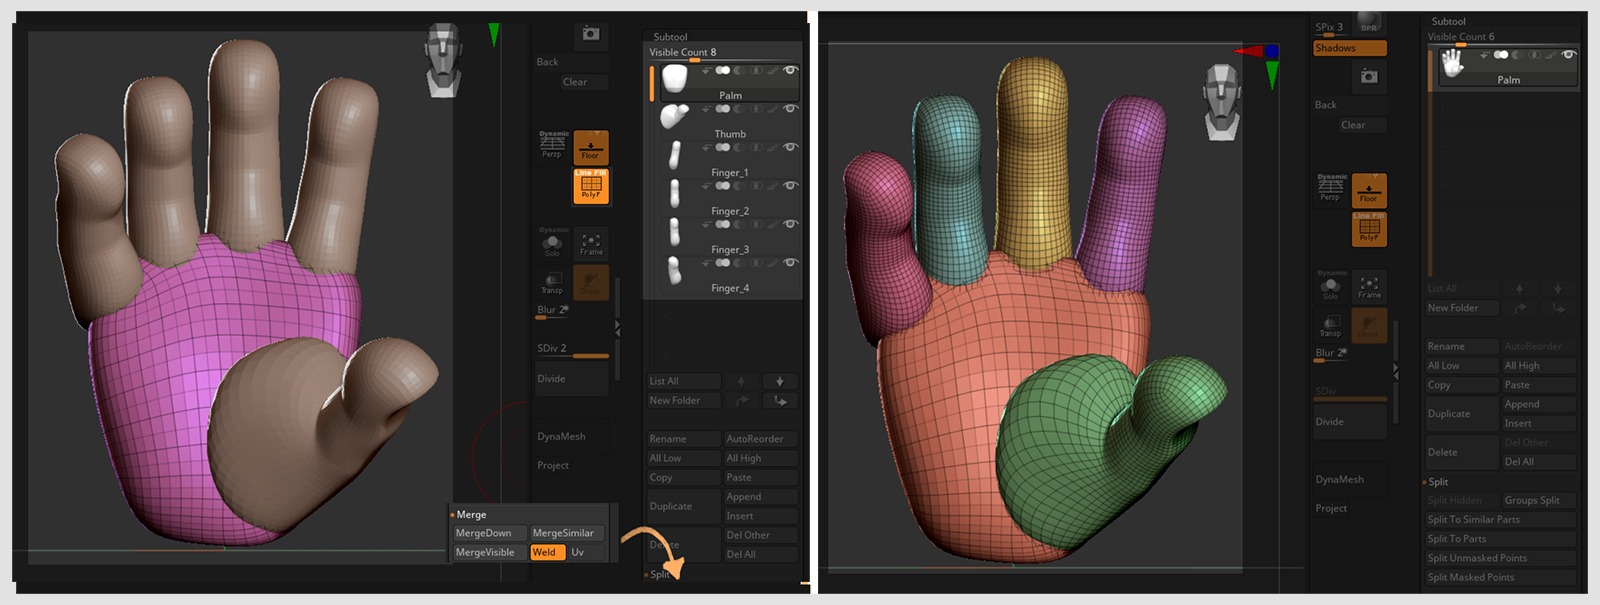 Subtool
Visible Count 8
Back
Clear
Palm
Dynamic
Persp
Floor
Thumb
Line Fill
PolyF
Finger_1
Finger_2
Dynamic
Solo
Frame
Finger_3
Transp
Ghost
Finger_4
Blur 2
SDiv 2
Divide
List All
New Folder
DynaMesh
Rename
AutoReorder
Project
All Low
All High
Copy
Paste
Duplicate
Append
Insert
Merge
MergeDown
MergeSimilar
MergeVisible
Weld
Uv
Delete
Del Other
Del All
Split
SPix 3
BPR
Shadows
Subtool
Visible Count 6
Palm
Back
Clear
Dynamic
Persp
Floor
Line Fill
PolyF
Dynamic
Solo
Frame
Transp
Ghost
Blur 2
SDiv
Divide
DynaMesh
Project
List All
New Folder
Rename
AutoReorder
All Low
All High
Copy
Paste
Duplicate
Append
Insert
Delete
Del Other
Del All
Split
Split Hidden
Groups Split
Split To Similar Parts
Split To Parts
Split Unmasked Points
Split Masked Points